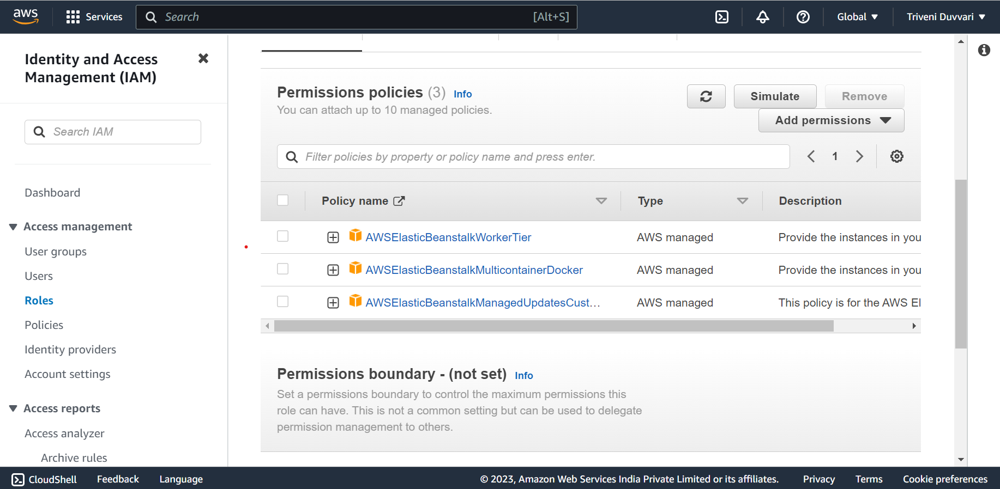 aws
Services
Search
[Alt+S]
Global
Triveni Duvvari
Identity and Access
Management (IAM)
Search IAM
Dashboard
Access management
User groups
Users
Roles
Policies
Identity providers
Account settings
Access reports
Access analyzer
Archive rules
Permissions policies (3) Info
You can attach up to 10 managed policies.
Simulate
Remove
Add permissions
Filter policies by property or policy name and press enter.
1
Policy name
Type
Description
AWSElasticBeanstalkWorkerTier
AWS managed
Provide the instances in you
AWSElasticBeanstalkMulticontainerDocker
AWS managed
Provide the instances in you
AWSElasticBeanstalkManagedUpdatesCust...
AWS managed
This policy is for the AWS El
Permissions boundary - (not set) Info
Set a permissions boundary to control the maximum permissions this
role can have. This is not a common setting but can be used to delegate
permission management to others.
CloudShell
Feedback
Language
© 2023, Amazon Web Services India Private Limited or its affiliates.
Privacy
Terms
Cookie preferences